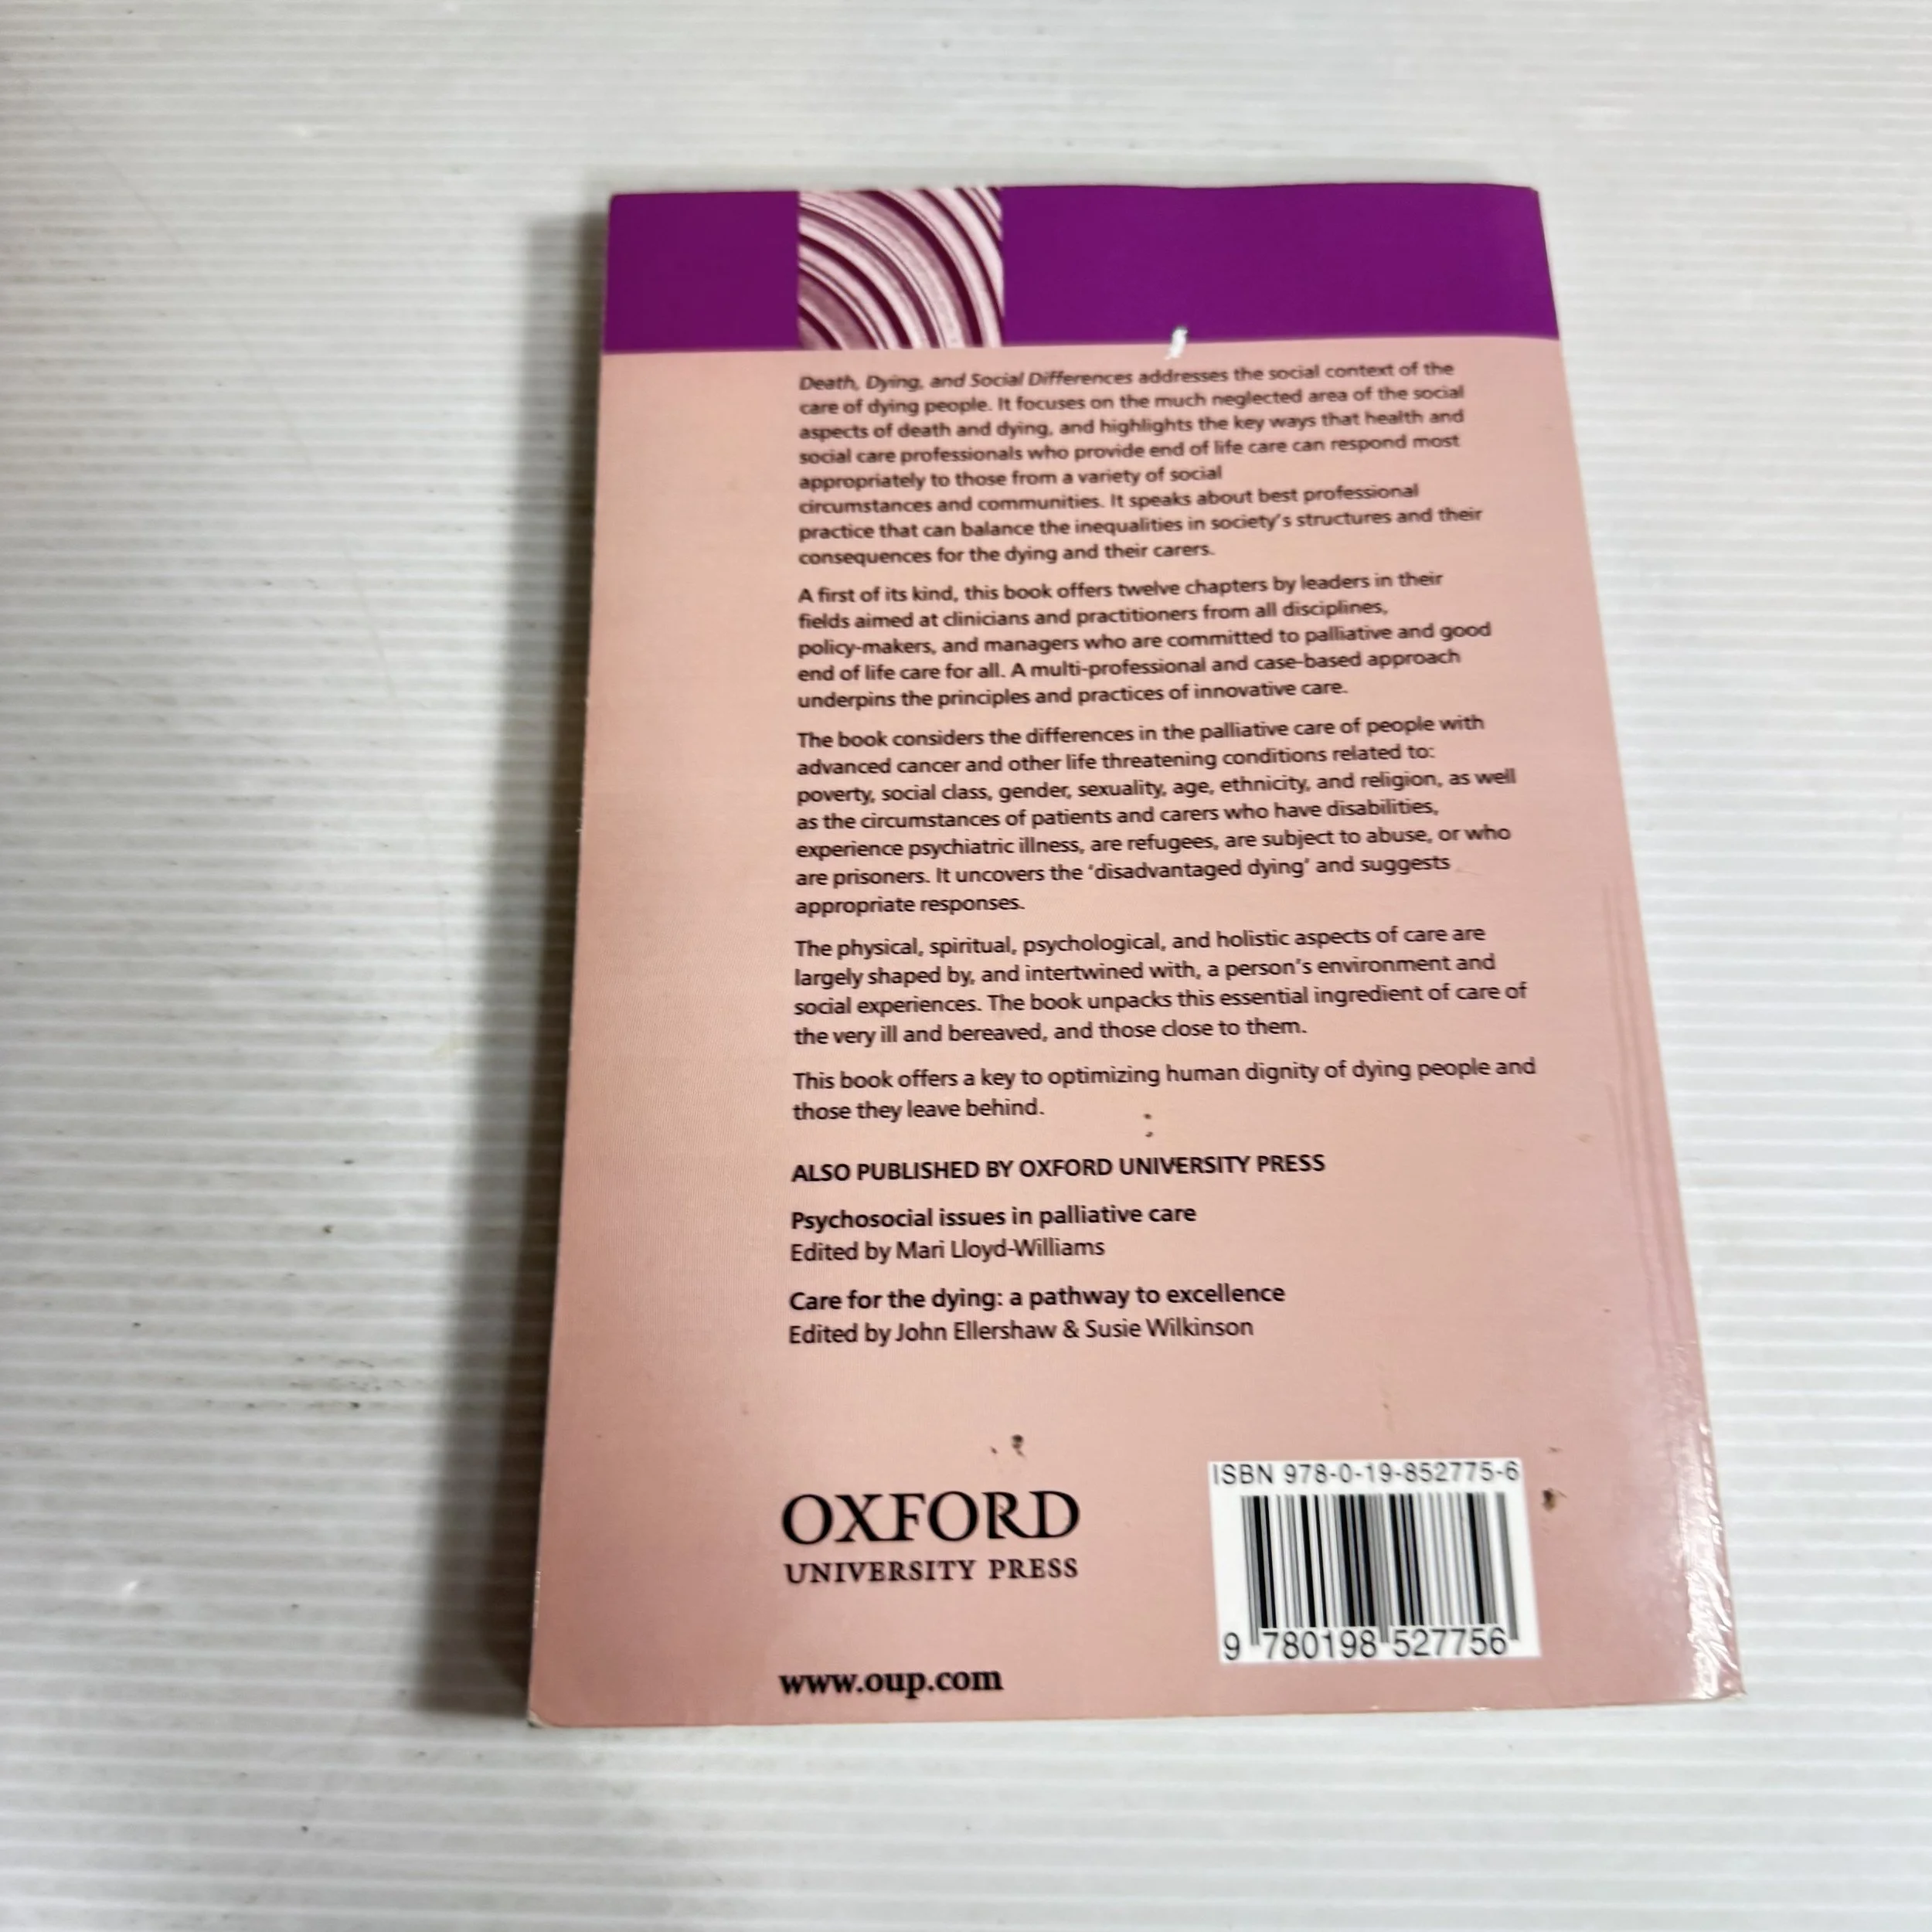 Death, Dying, and Social Differences addresses the social context of the
care of dying people. It focuses on the much neglected area of the social
aspects of death and dying, and highlights the key ways that health and
social care professionals who provide end of life care can respond most
appropriately to those from a variety of social
circumstances and communities. It speaks about best professional
practice that can balance the inequalities in society's structures and their
consequences for the dying and their carers.
A first of its kind, this book offers twelve chapters by leaders in their
fields aimed at clinicians and practitioners from all disciplines,
policy-makers, and managers who are committed to palliative and good
end of life care for all. A multi-professional and case-based approach
underpins the principles and practices of innovative care.
The book considers the differences in the palliative care of people with
advanced cancer and other life threatening conditions related to:
poverty, social class, gender, sexuality, age, ethnicity, and religion, as well
as the circumstances of patients and carers who have disabilities,
experience psychiatric illness, are refugees, are subject to abuse, or who
are prisoners. It uncovers the 'disadvantaged dying' and suggests
appropriate responses.
The physical, spiritual, psychological, and holistic aspects of care are
largely shaped by, and intertwined with, a person's environment and
social experiences. The book unpacks this essential ingredient of care of
the very ill and bereaved, and those close to them.
This book offers a key to optimizing human dignity of dying people and
those they leave behind.
ALSO PUBLISHED BY OXFORD UNIVERSITY PRESS
Psychosocial issues in palliative care
Edited by Mari Lloyd-Williams
Care for the dying: a pathway to excellence
Edited by John Ellershaw & Susie Wilkinson
OXFORD
UNIVERSITY PRESS
www.oup.com
ISBN 978-0-19-852775-6
9 780198 527756